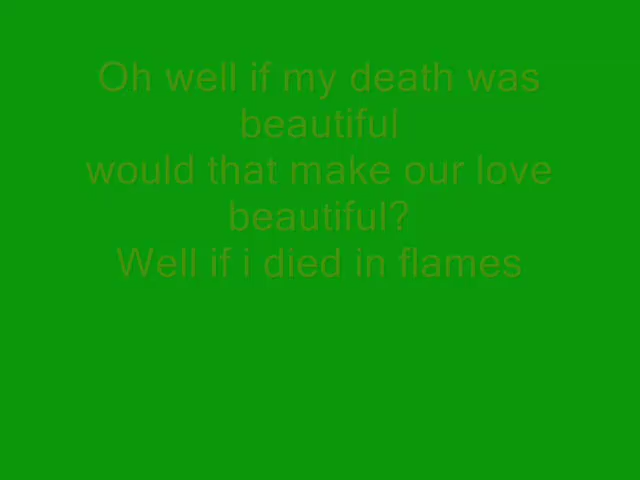 Oh well if my death was
beautiful
would that make our love
beautiful?
Well if i died in flames